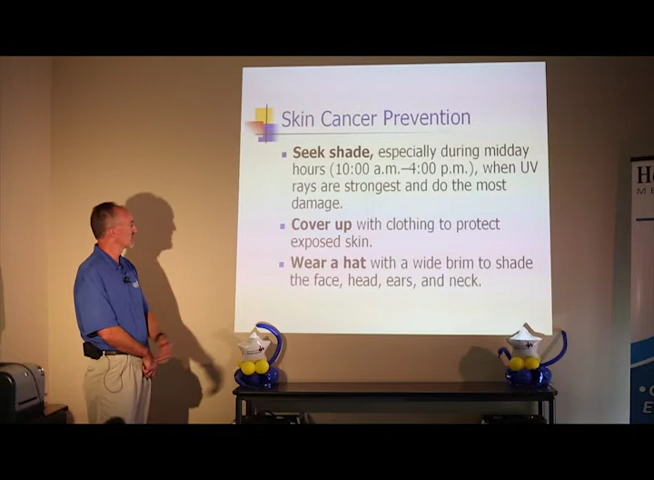 Skin Cancer Prevention
Seek shade, especially during midday
hours (10:00 a.m.–4:00 p.m.), when UV
rays are strongest and do the most
damage.
Cover up with clothing to protect
exposed skin.
Wear a hat with a wide brim to shade
the face, head, ears, and neck.